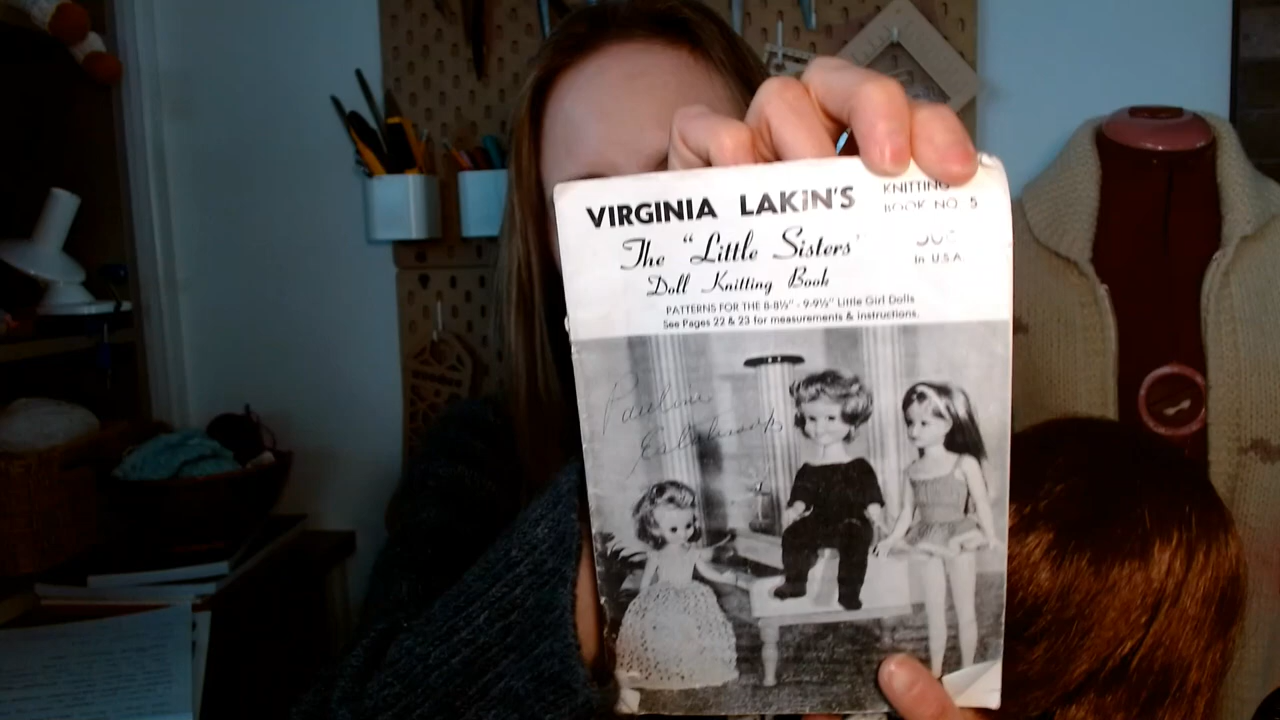 VIRGINIA LAKIN'S
KNITTING
BOOK NO. 5
The "Little Sisters"
Doll Knitting Book
in U.S.A.
PATTERNS FOR THE 8-8½" - 9-9½" Little Girl Dolls
See Pages 22 & 23 for measurements & instructions.
Pauline